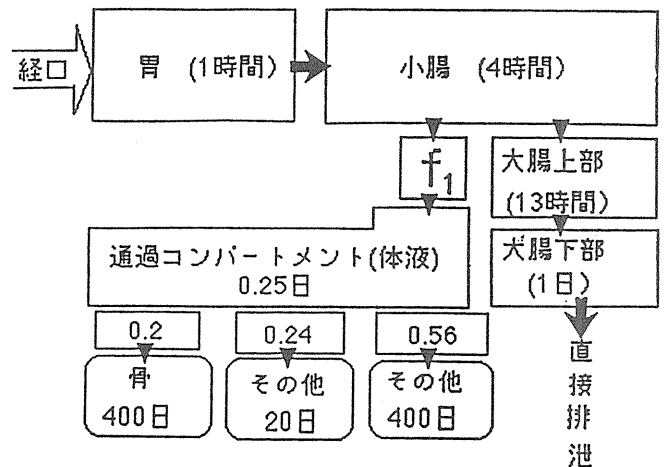 経口
胃 (1時間)
小腸 (4時間)
f1
大腸上部
(13時間)
通過コンパートメント(体液)
0.25日
大腸下部
(1日)
0.2
0.24
0.56
骨
400日
その他
20日
その他
400日
直接排泄